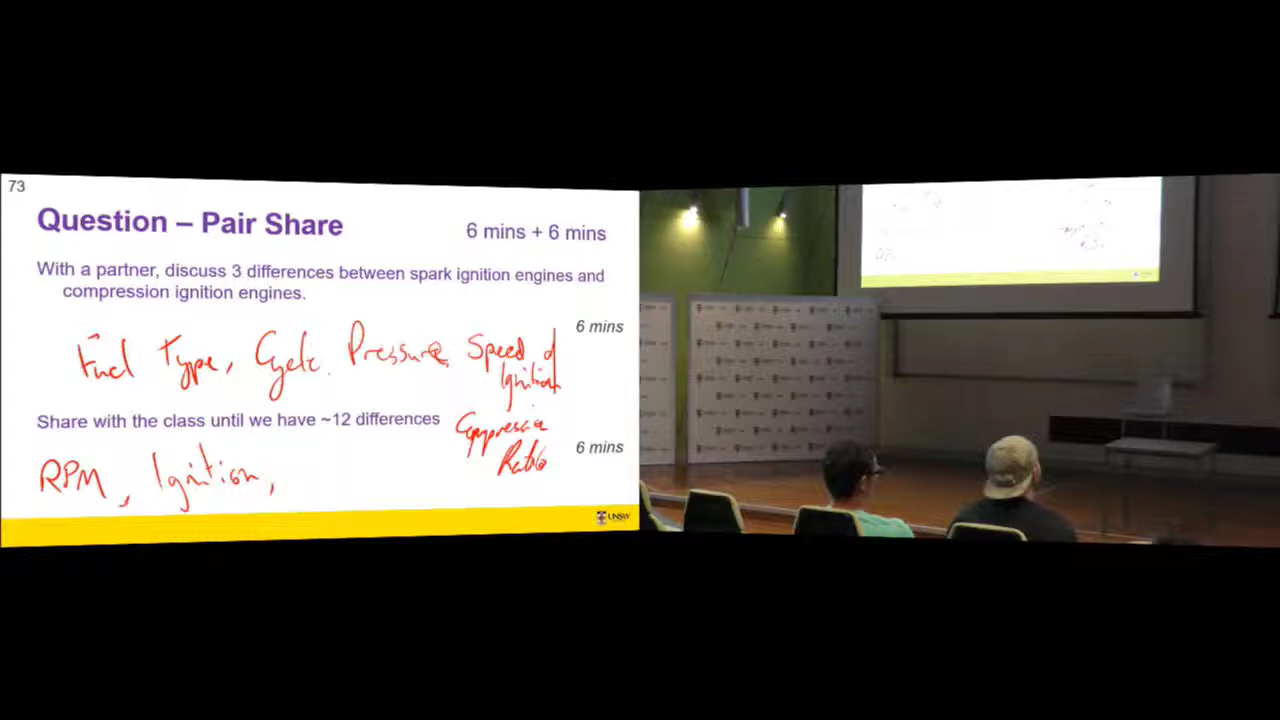 73
Question – Pair Share
6 mins + 6 mins
With a partner, discuss 3 differences between spark ignition engines and
compression ignition engines.
6 mins
Fuel Type, Cycle. Pressure, Speed of
Ignition
Share with the class until we have ~12 differences
Compression
Ratio
6 mins
RPM, Ignition,
UNSW